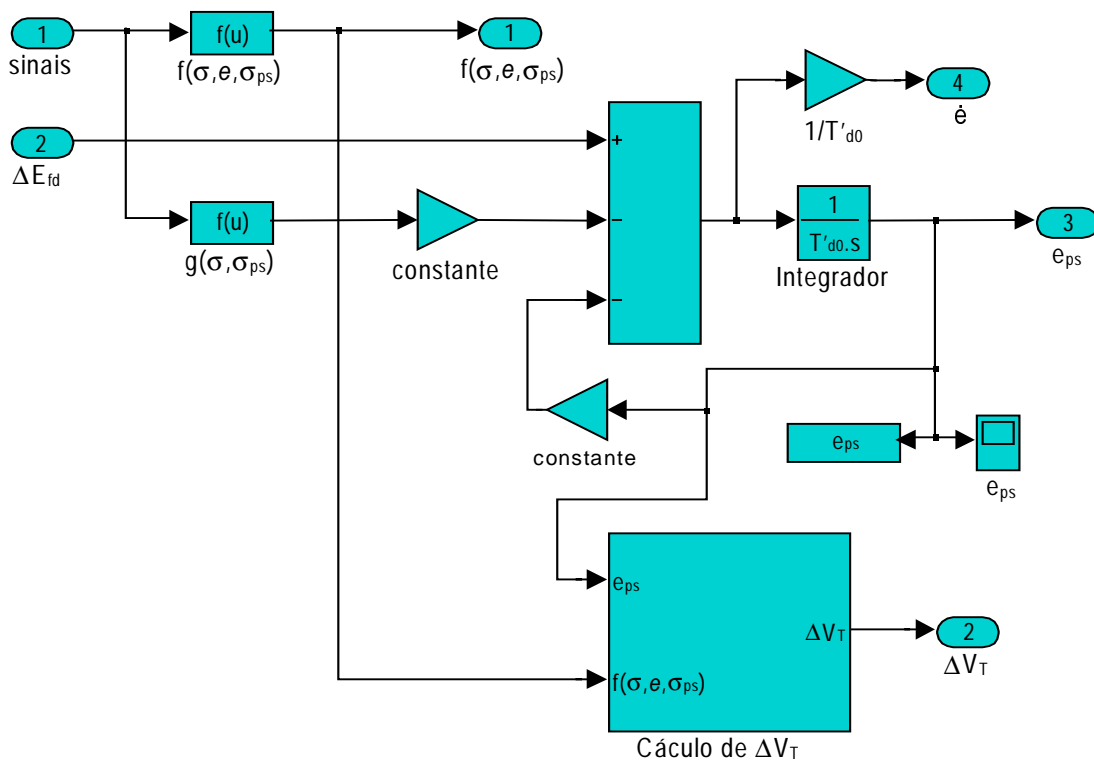 1
sinais
f(u)
f(σ,e,σps)
1
f(σ,e,σps)
2
ΔEfd
f(u)
g(σ,σps)
constante
+
−
−
1/T'd0
4
ė
1
T'd0.s
Integrador
3
eps
constante
eps
eps
eps
f(σ,e,σps)
ΔVT
Cáculo de ΔVT
2
ΔVT